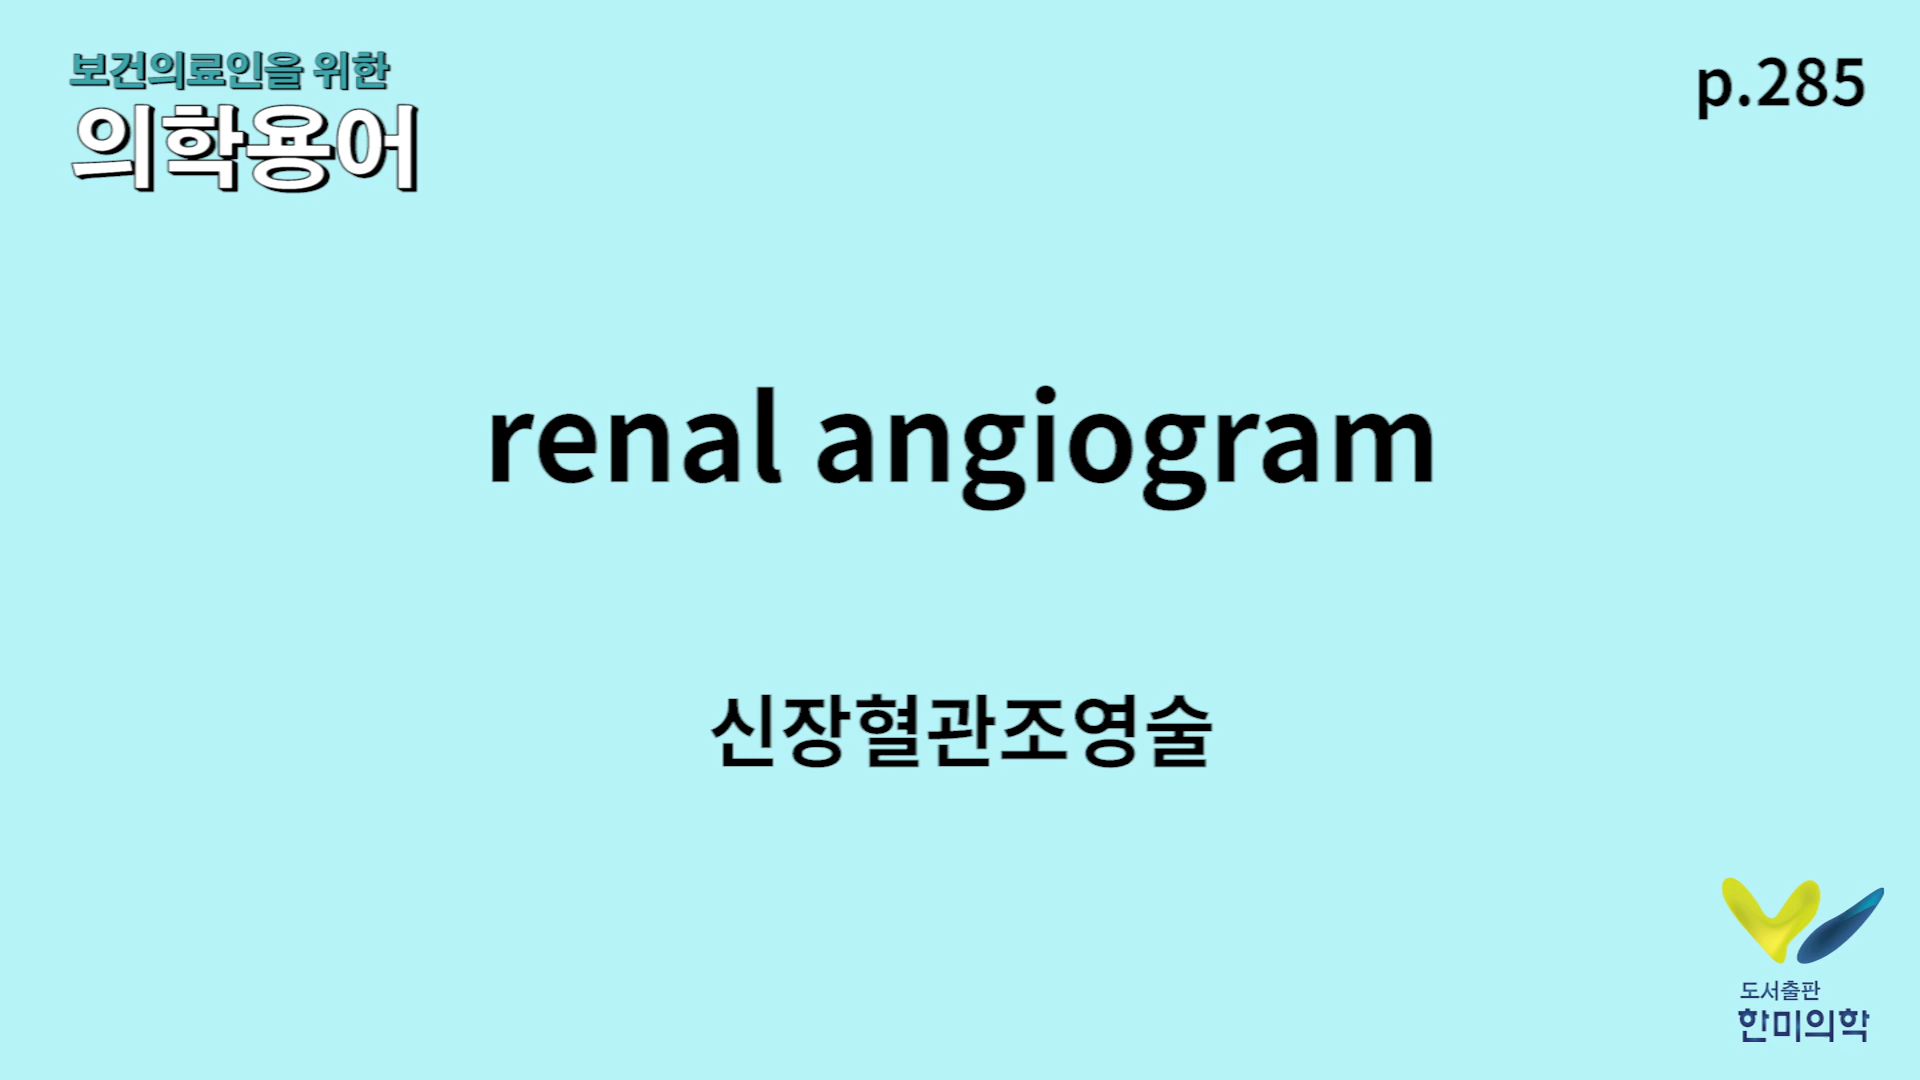 보건의료인을 위한
의학용어
p.285
renal angiogram
신장혈관조영술
도서출판
한미의학